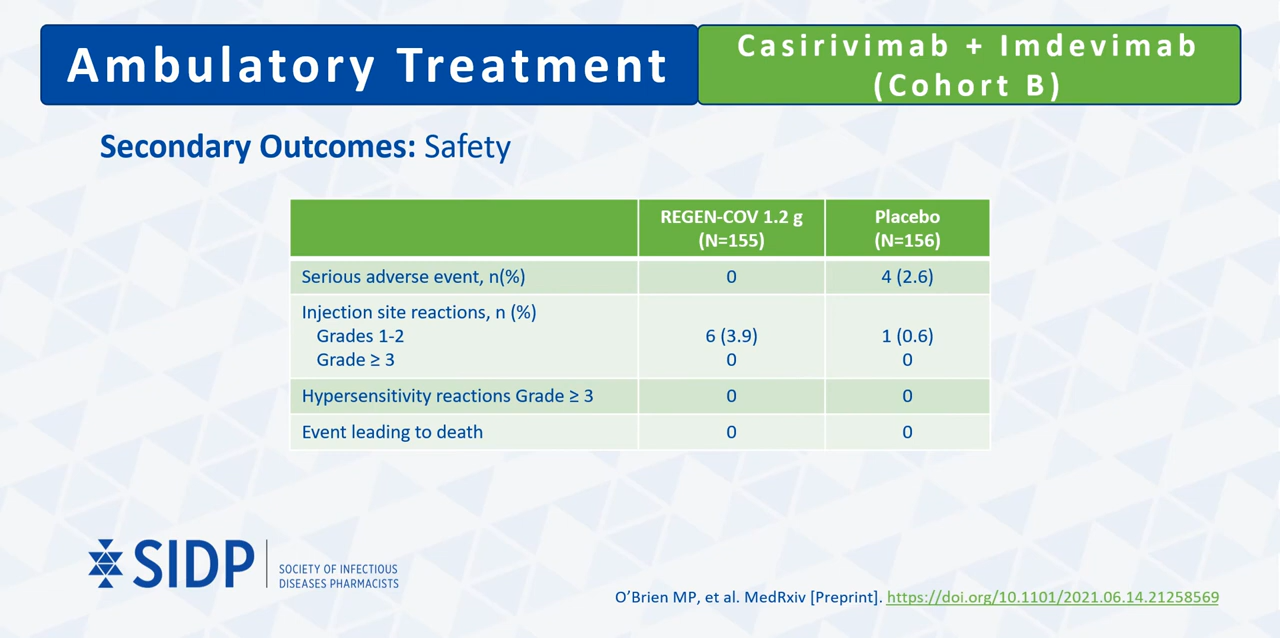 Ambulatory Treatment
Casirivimab + Imdevimab
(Cohort B)
Secondary Outcomes: Safety
REGEN-COV 1.2 g
(N=155)
Placebo
(N=156)
Serious adverse event, n(%)
0
4 (2.6)
Injection site reactions, n (%)
Grades 1-2
6 (3.9)
1 (0.6)
Grade ≥ 3
0
0
Hypersensitivity reactions Grade ≥ 3
0
0
Event leading to death
0
0
SIDP
SOCIETY OF INFECTIOUS
DISEASES PHARMACISTS
O’Brien MP, et al. MedRxiv [Preprint]. https://doi.org/10.1101/2021.06.14.21258569